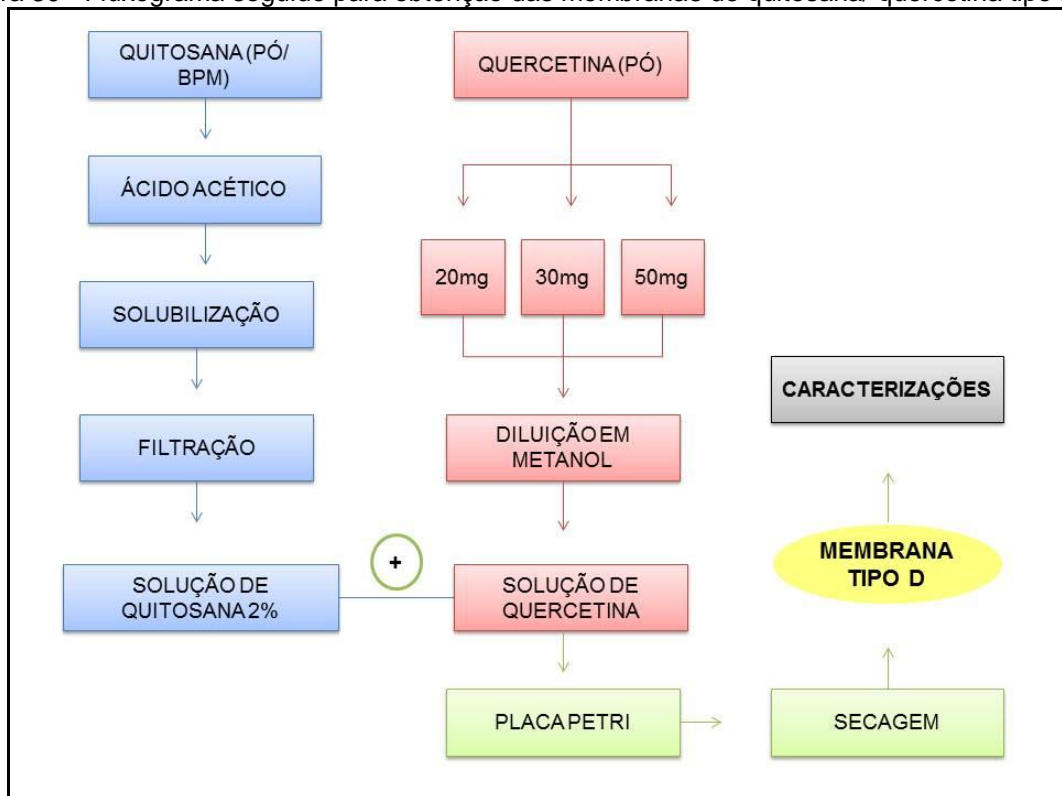 Fluxograma seguido para obtenção das membranas de quitosana/ quercetina tipo
QUITOSANA (PÓ/
BPM)
QUERCETINA (PÓ)
ÁCIDO ACÉTICO
20mg
30mg
50mg
SOLUBILIZAÇÃO
CARACTERIZAÇÕES
FILTRAÇÃO
DILUIÇÃO EM
METANOL
+
MEMBRANA
TIPO D
SOLUÇÃO DE
QUITOSANA 2%
SOLUÇÃO DE
QUERCETINA
PLACA PETRI
SECAGEM